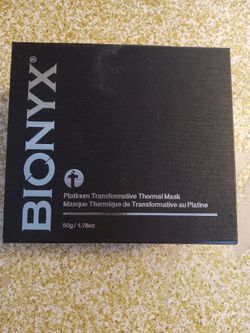 BIONYX®
Platinum Transformative Thermal Mask
Masque Thermique de Transformative au Platine
50g/1.76oz